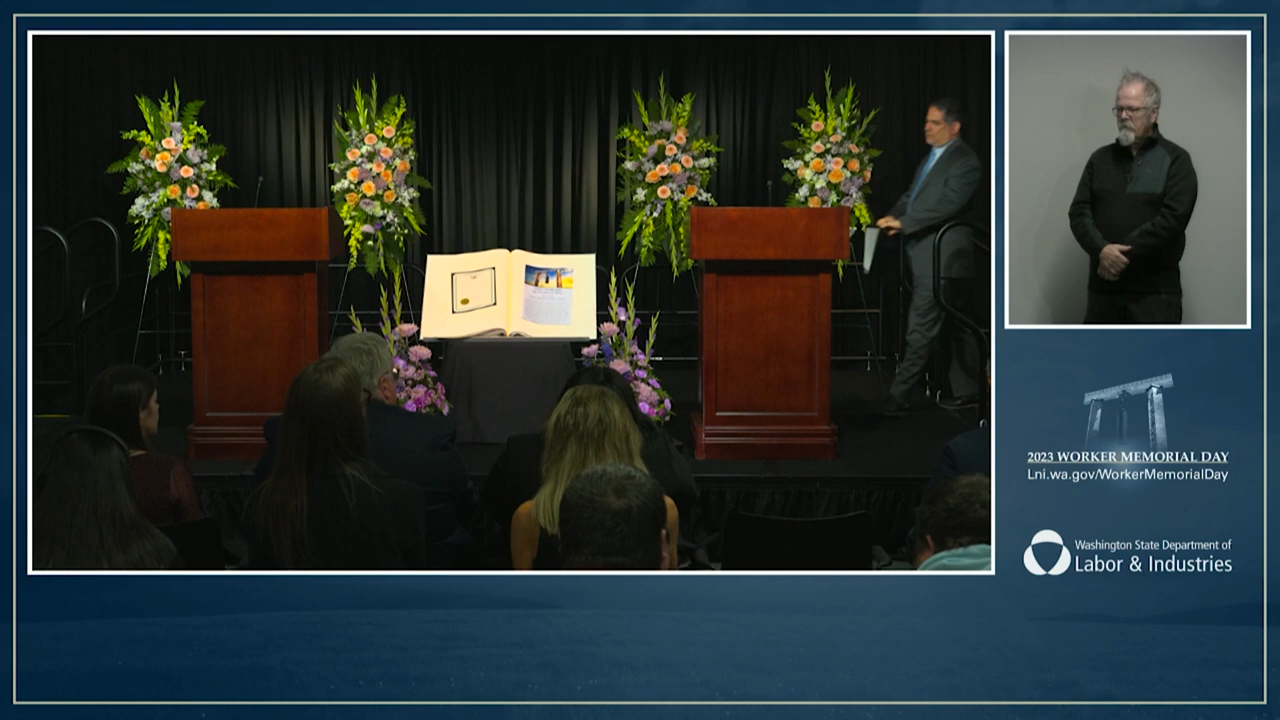 2023 WORKER MEMORIAL DAY
Lni.wa.gov/WorkerMemorialDay
Washington State Department of
Labor & Industries